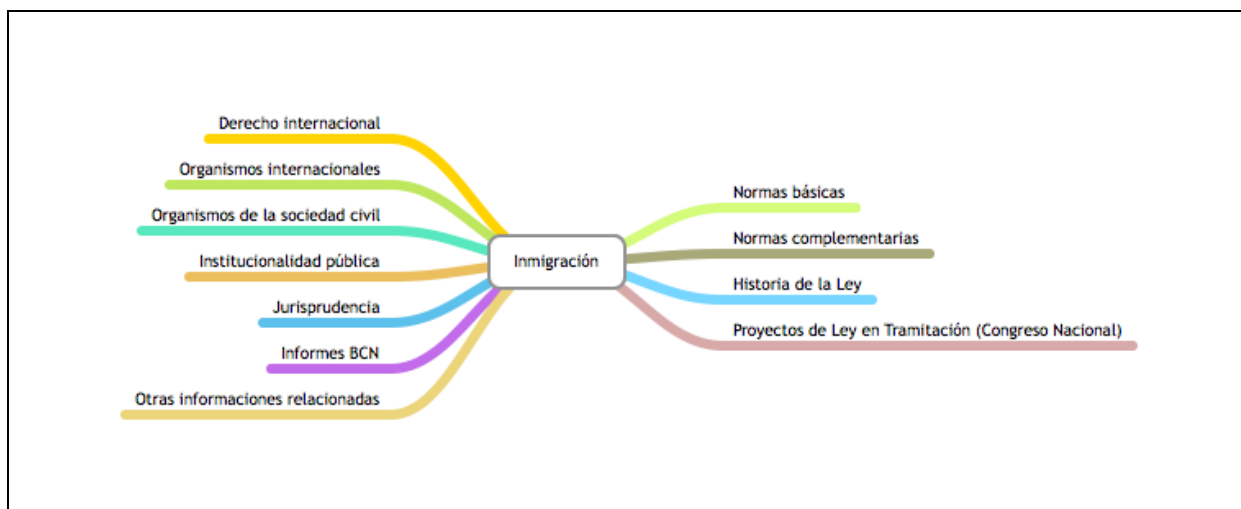 Derecho internacional
Organismos internacionales
Organismos de la sociedad civil
Institucionalidad pública
Jurisprudencia
Informes BCN
Otras informaciones relacionadas
Inmigración
Normas básicas
Normas complementarias
Historia de la Ley
Proyectos de Ley en Tramitación (Congreso Nacional)